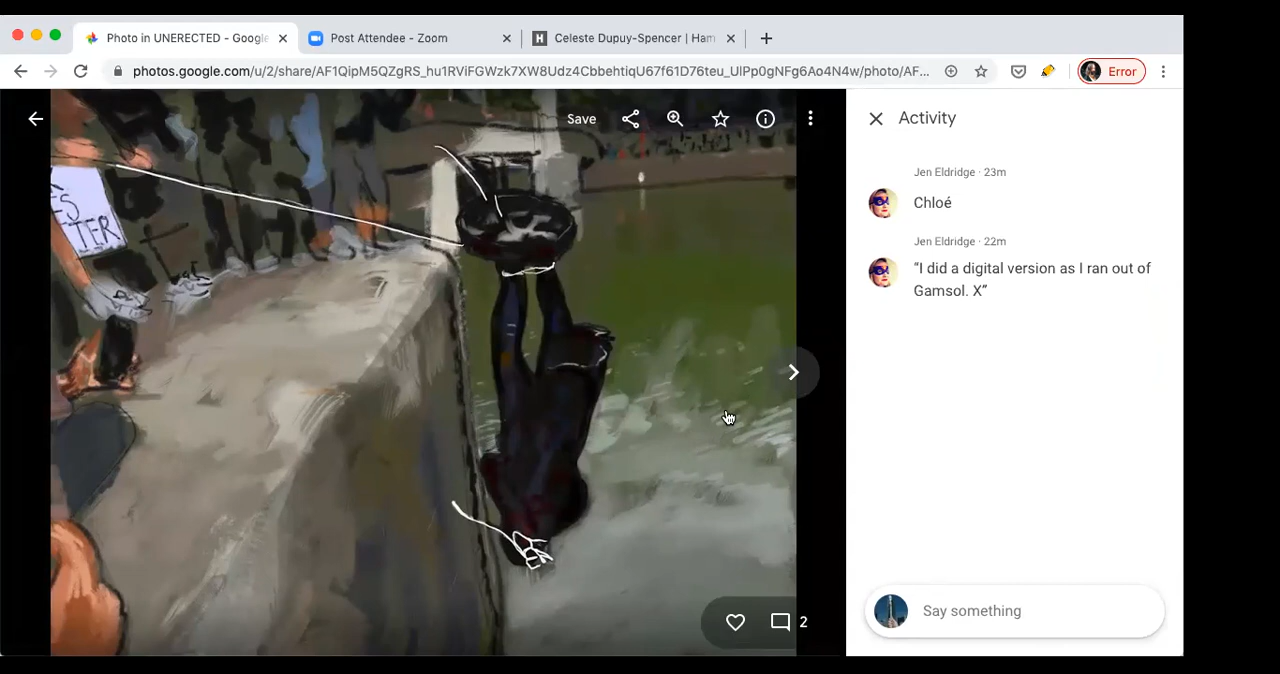 Photo in UNERECTED - Google
Post Attendee - Zoom
Celeste Dupuy-Spencer | Ham
photos.google.com/u/2/share/AF1QipM5QZgRS_hu1RViFGWzk7XW8Udz4CbbehtiqU67f61D76teu_UlPp0gNFg6Ao4N4w/photo/AF...
Error
Save
Activity
Jen Eldridge · 23m
Chloé
Jen Eldridge · 22m
“I did a digital version as I ran out of
Gamsol. X”
ES
TTER
Say something
2